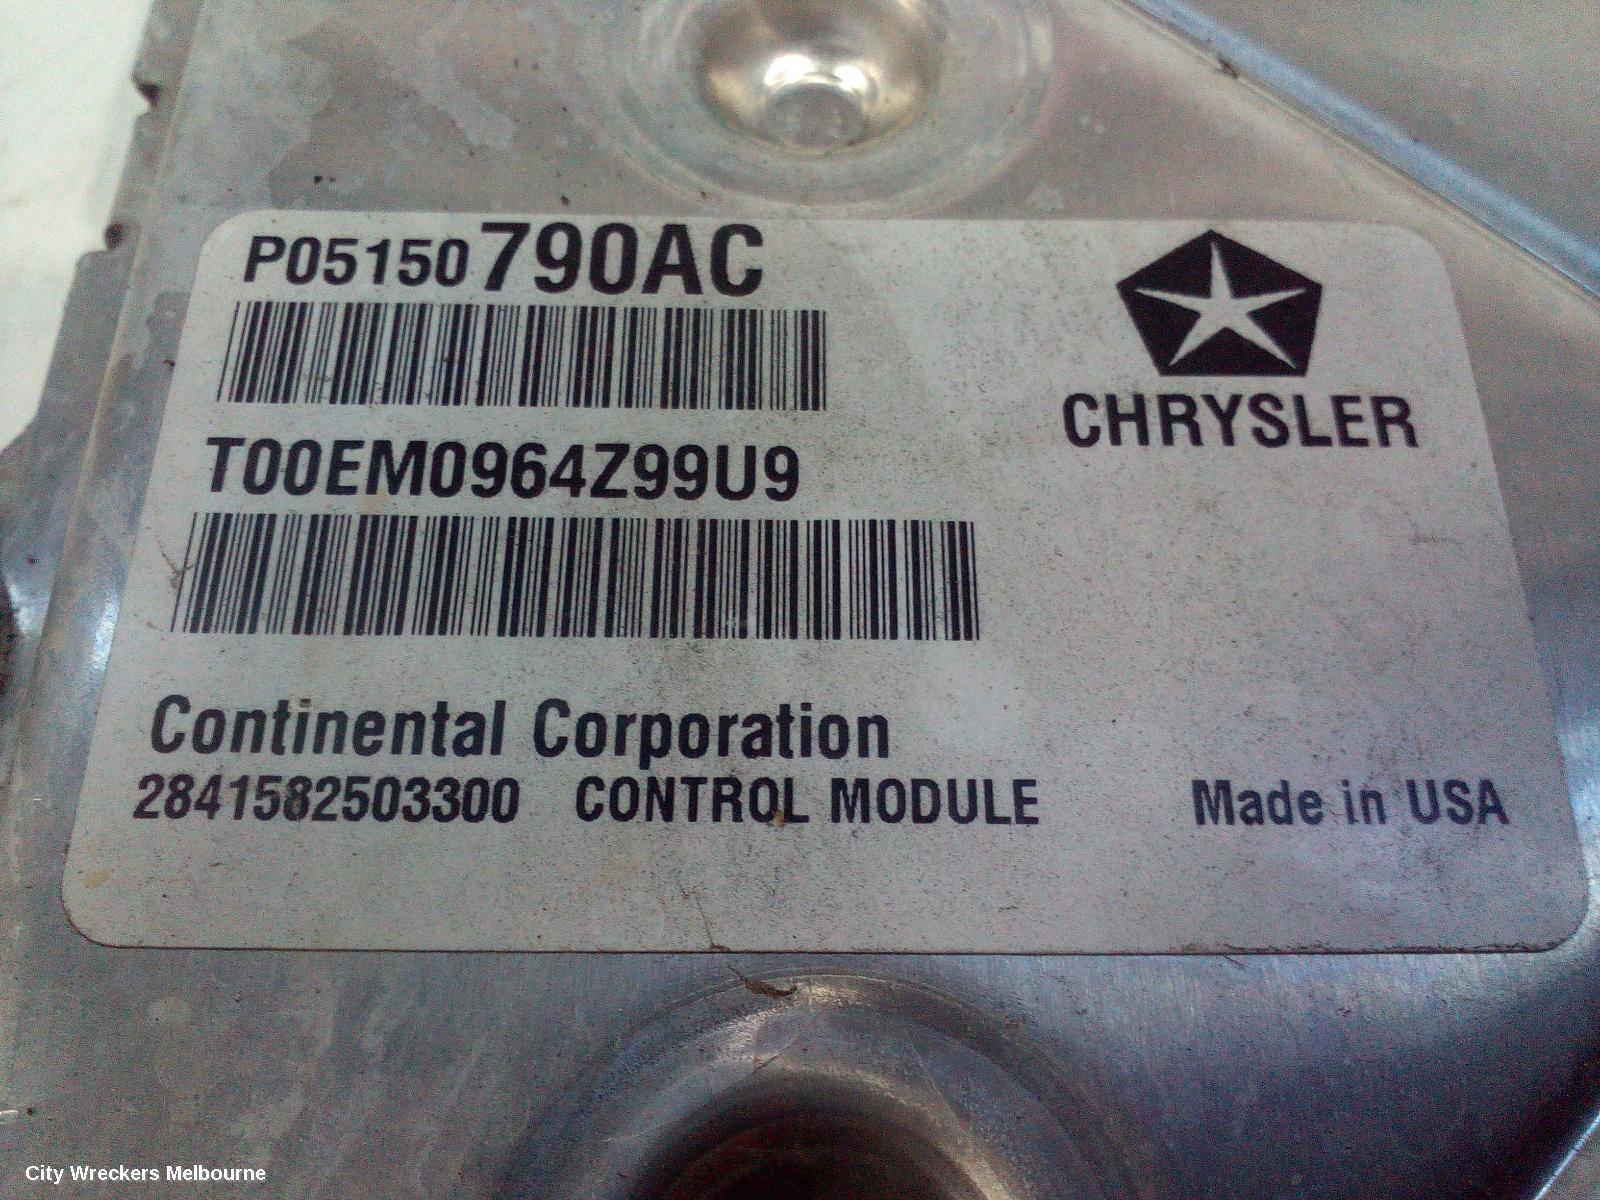 P05150790AC
CHRYSLER
T00EM0964Z99U9
Continental Corporation
2841582503300 CONTROL MODULE Made in USA
City Wreckers Melbourne